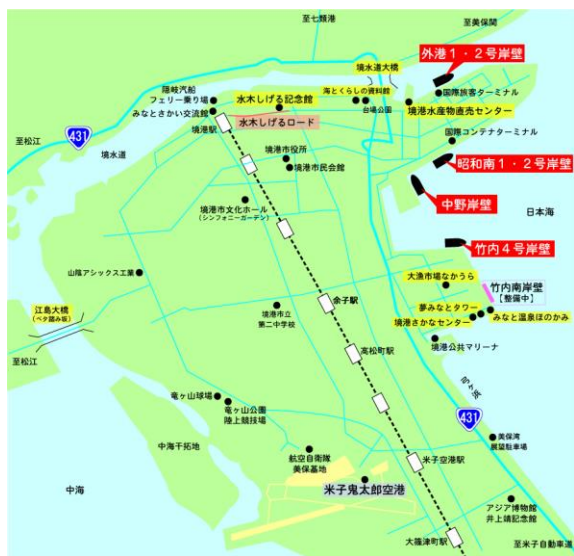 至七類港
至美保関
外港1・2号岸壁
境水道大橋
隠岐汽船
フェリー乗り場
みなとさかい交流館
水木しげる記念館
海とくらしの資料館
台場公園
国際旅客ターミナル
境港水産物直売センター
至松江
431
境港駅
水木しげるロード
境水道
国際コンテナターミナル
境港市役所
境港市民会館
昭和南1・2号岸壁
中野岸壁
日本海
境港市文化ホール
(シンフォニーガーデン)
竹内4号岸壁
山陰アシックス工業
大漁市場なかうら
竹内南岸壁
【整備中】
江島大橋
(ベタ踏み坂)
余子駅
境港市立
第二中学校
夢みなとタワー
境港さかなセンター
みなと温泉ほのかみ
境港公共マリーナ
高松町駅
至松江
弓ヶ浜
竜ヶ山球場
竜ヶ山公園
陸上競技場
431
中海干拓地
美保湾
展望駐車場
航空自衛隊
美保基地
米子空港駅
中海
米子鬼太郎空港
アジア博物館
井上靖記念館
大篠津町駅
至米子自動車道